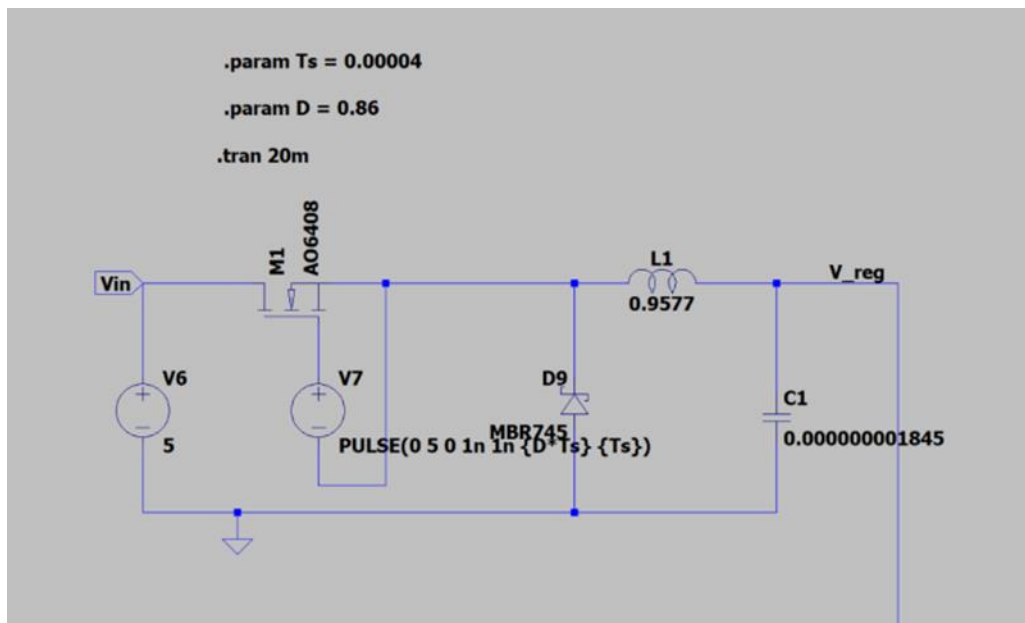 .param Ts = 0.00004
.param D = 0.86
.tran 20m
M1
AO6408
L1
Vin
V_reg
0.9577
V6
V7
D9
C1
MBR745
5
PULSE(0 5 0 1n 1n {D*Ts} {Ts})
0.000000001845